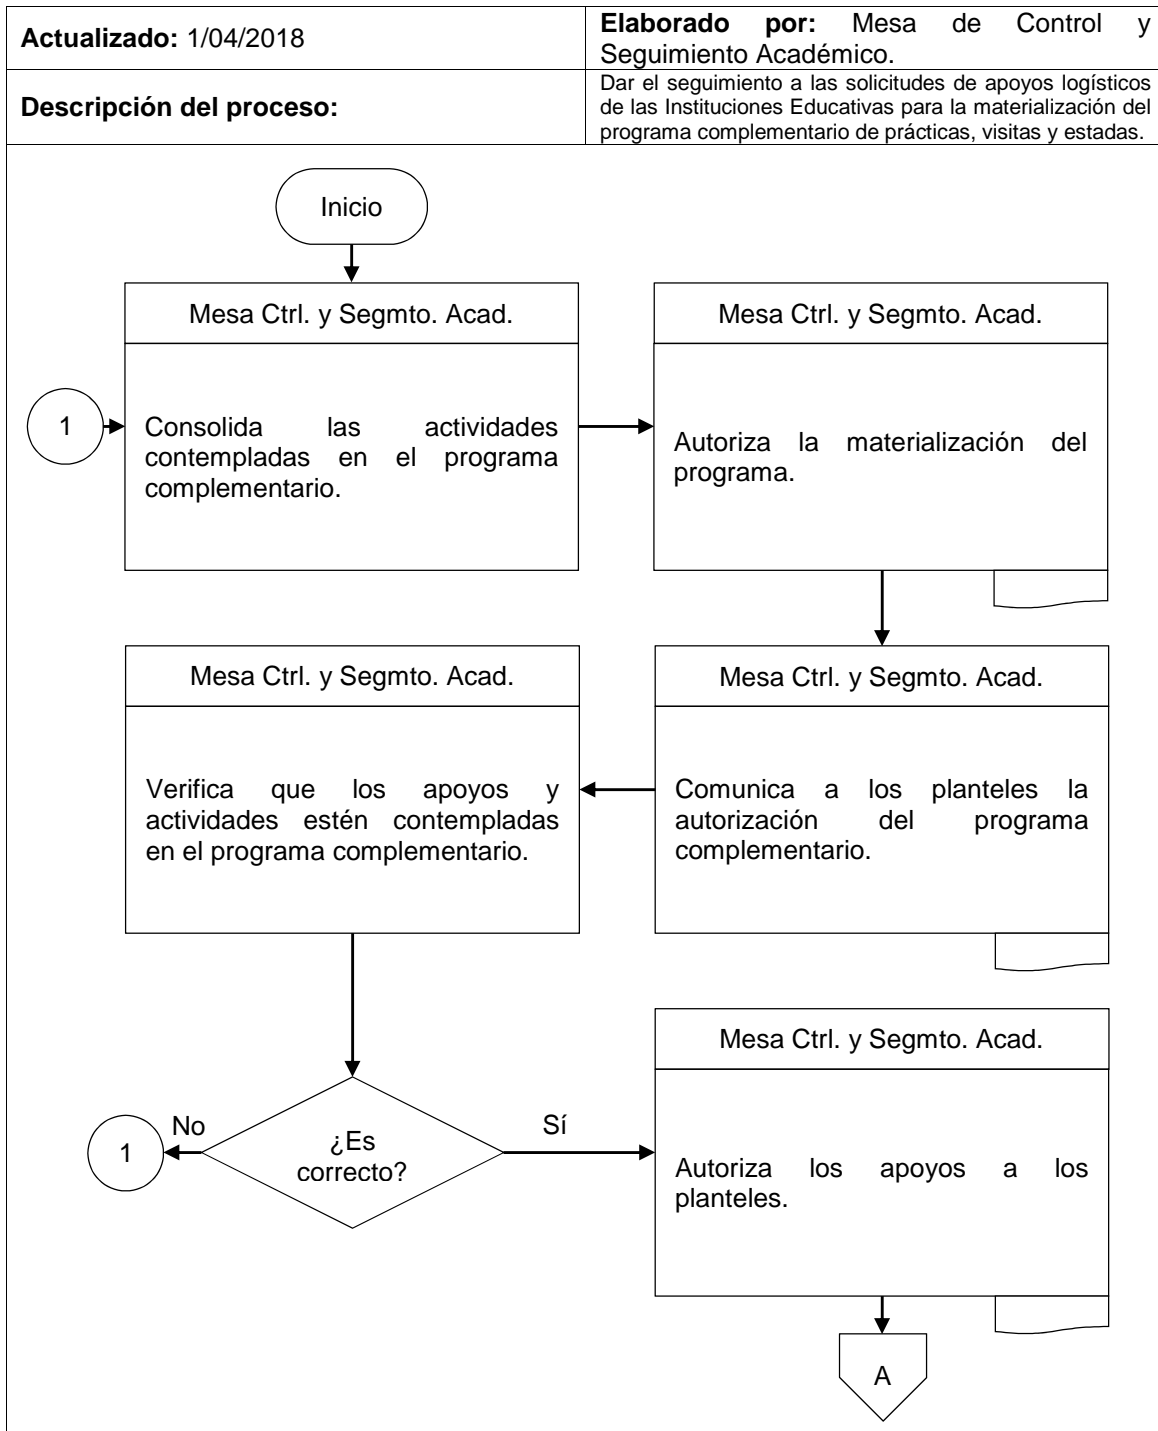 Actualizado: 1/04/2018
Elaborado por: Mesa de Control y
Seguimiento Académico.
Descripción del proceso:
Dar el seguimiento a las solicitudes de apoyos logísticos
de las Instituciones Educativas para la materialización del
programa complementario de prácticas, visitas y estadas.
Inicio
Mesa Ctrl. y Segmto. Acad.
1
Consolida las actividades
contempladas en el programa
complementario.
Mesa Ctrl. y Segmto. Acad.
Autoriza la materialización del
programa.
Mesa Ctrl. y Segmto. Acad.
Comunica a los planteles la
autorización del programa
complementario.
Mesa Ctrl. y Segmto. Acad.
Verifica que los apoyos y
actividades estén contempladas
en el programa complementario.
¿Es
correcto?
No
1
Sí
Mesa Ctrl. y Segmto. Acad.
Autoriza los apoyos a los
planteles.
A